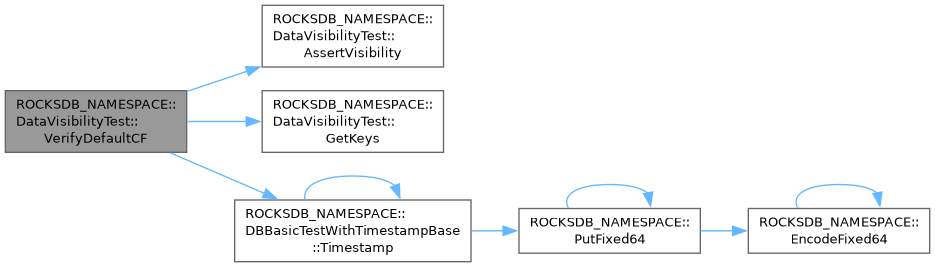 ROCKSDB_NAMESPACE::
DataVisibilityTest::
AssertVisibility
ROCKSDB_NAMESPACE::
DataVisibilityTest::
VerifyDefaultCF
ROCKSDB_NAMESPACE::
DataVisibilityTest::
GetKeys
ROCKSDB_NAMESPACE::
DBBasicTestWithTimestampBase
::Timestamp
ROCKSDB_NAMESPACE::
PutFixed64
ROCKSDB_NAMESPACE::
EncodeFixed64